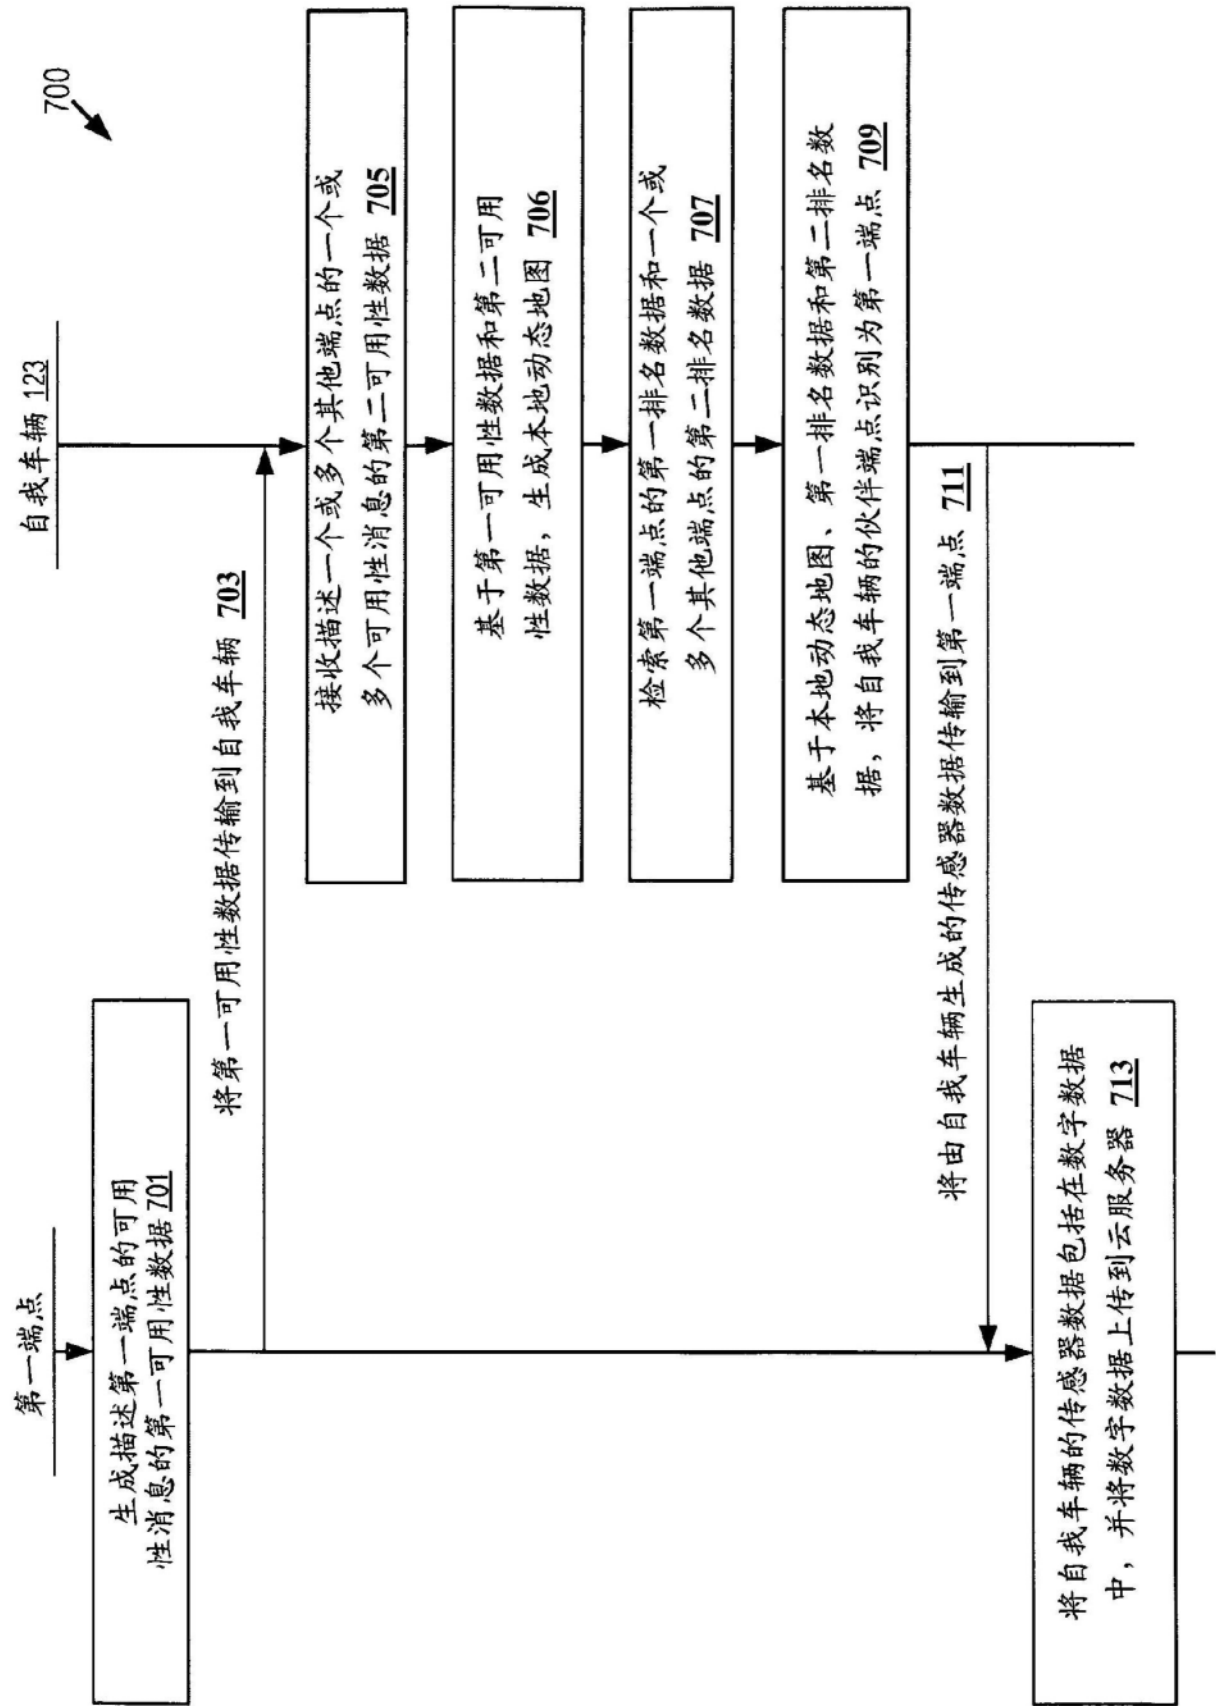 700
第一端点
自我车辆 123
生成描述第一端点的可用
性消息的第一可用性数据701
将第一可用性数据传输到自我车辆 703
接收描述一个或多个其他端点的一个或
多个可用性消息的第二可用性数据 705
基于第一可用性数据和第二可用
性数据，生成本地动态地图 706
检索第一端点的第一排名数据和一个或
多个其他端点的第二排名数据 707
基于本地动态地图、第一排名数据和第二排名数
据，将自我车辆的伙伴端点识别为第一端点 709
将由自我车辆生成的传感器数据传输到第一端点 711
将自我车辆的传感器数据包括在数字数据
中，并将数字数据上传到云服务器 713